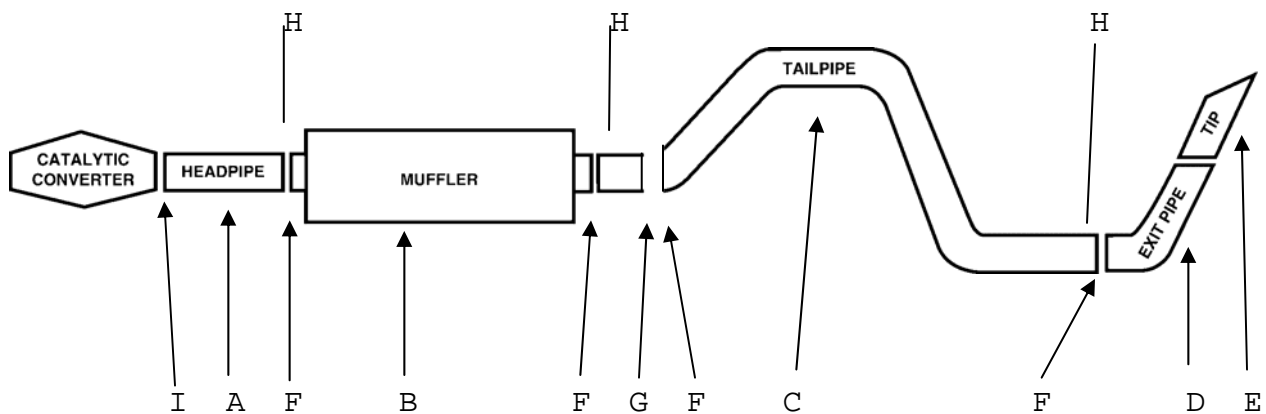 H H H
TAILPIPE
TIP
CATALYTIC
CONVERTER
HEADPIPE
MUFFLER
EXIT PIPE
I A F B F G F C F D E